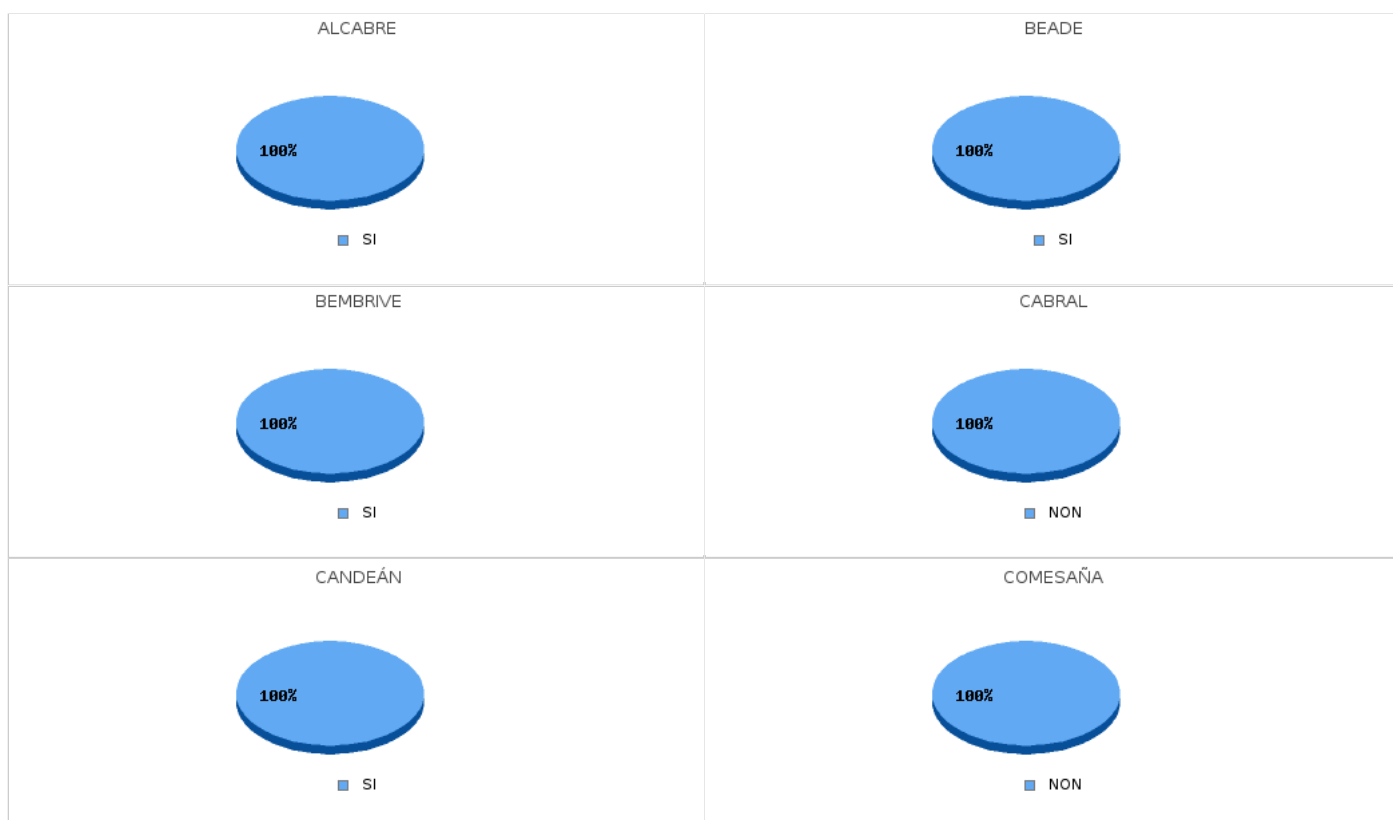 ALCABRE
100%
SI
BEADE
100%
SI
BEMBRIVE
100%
SI
CABRAL
100%
NON
CANDEÁN
100%
SI
COMESAÑA
100%
NON